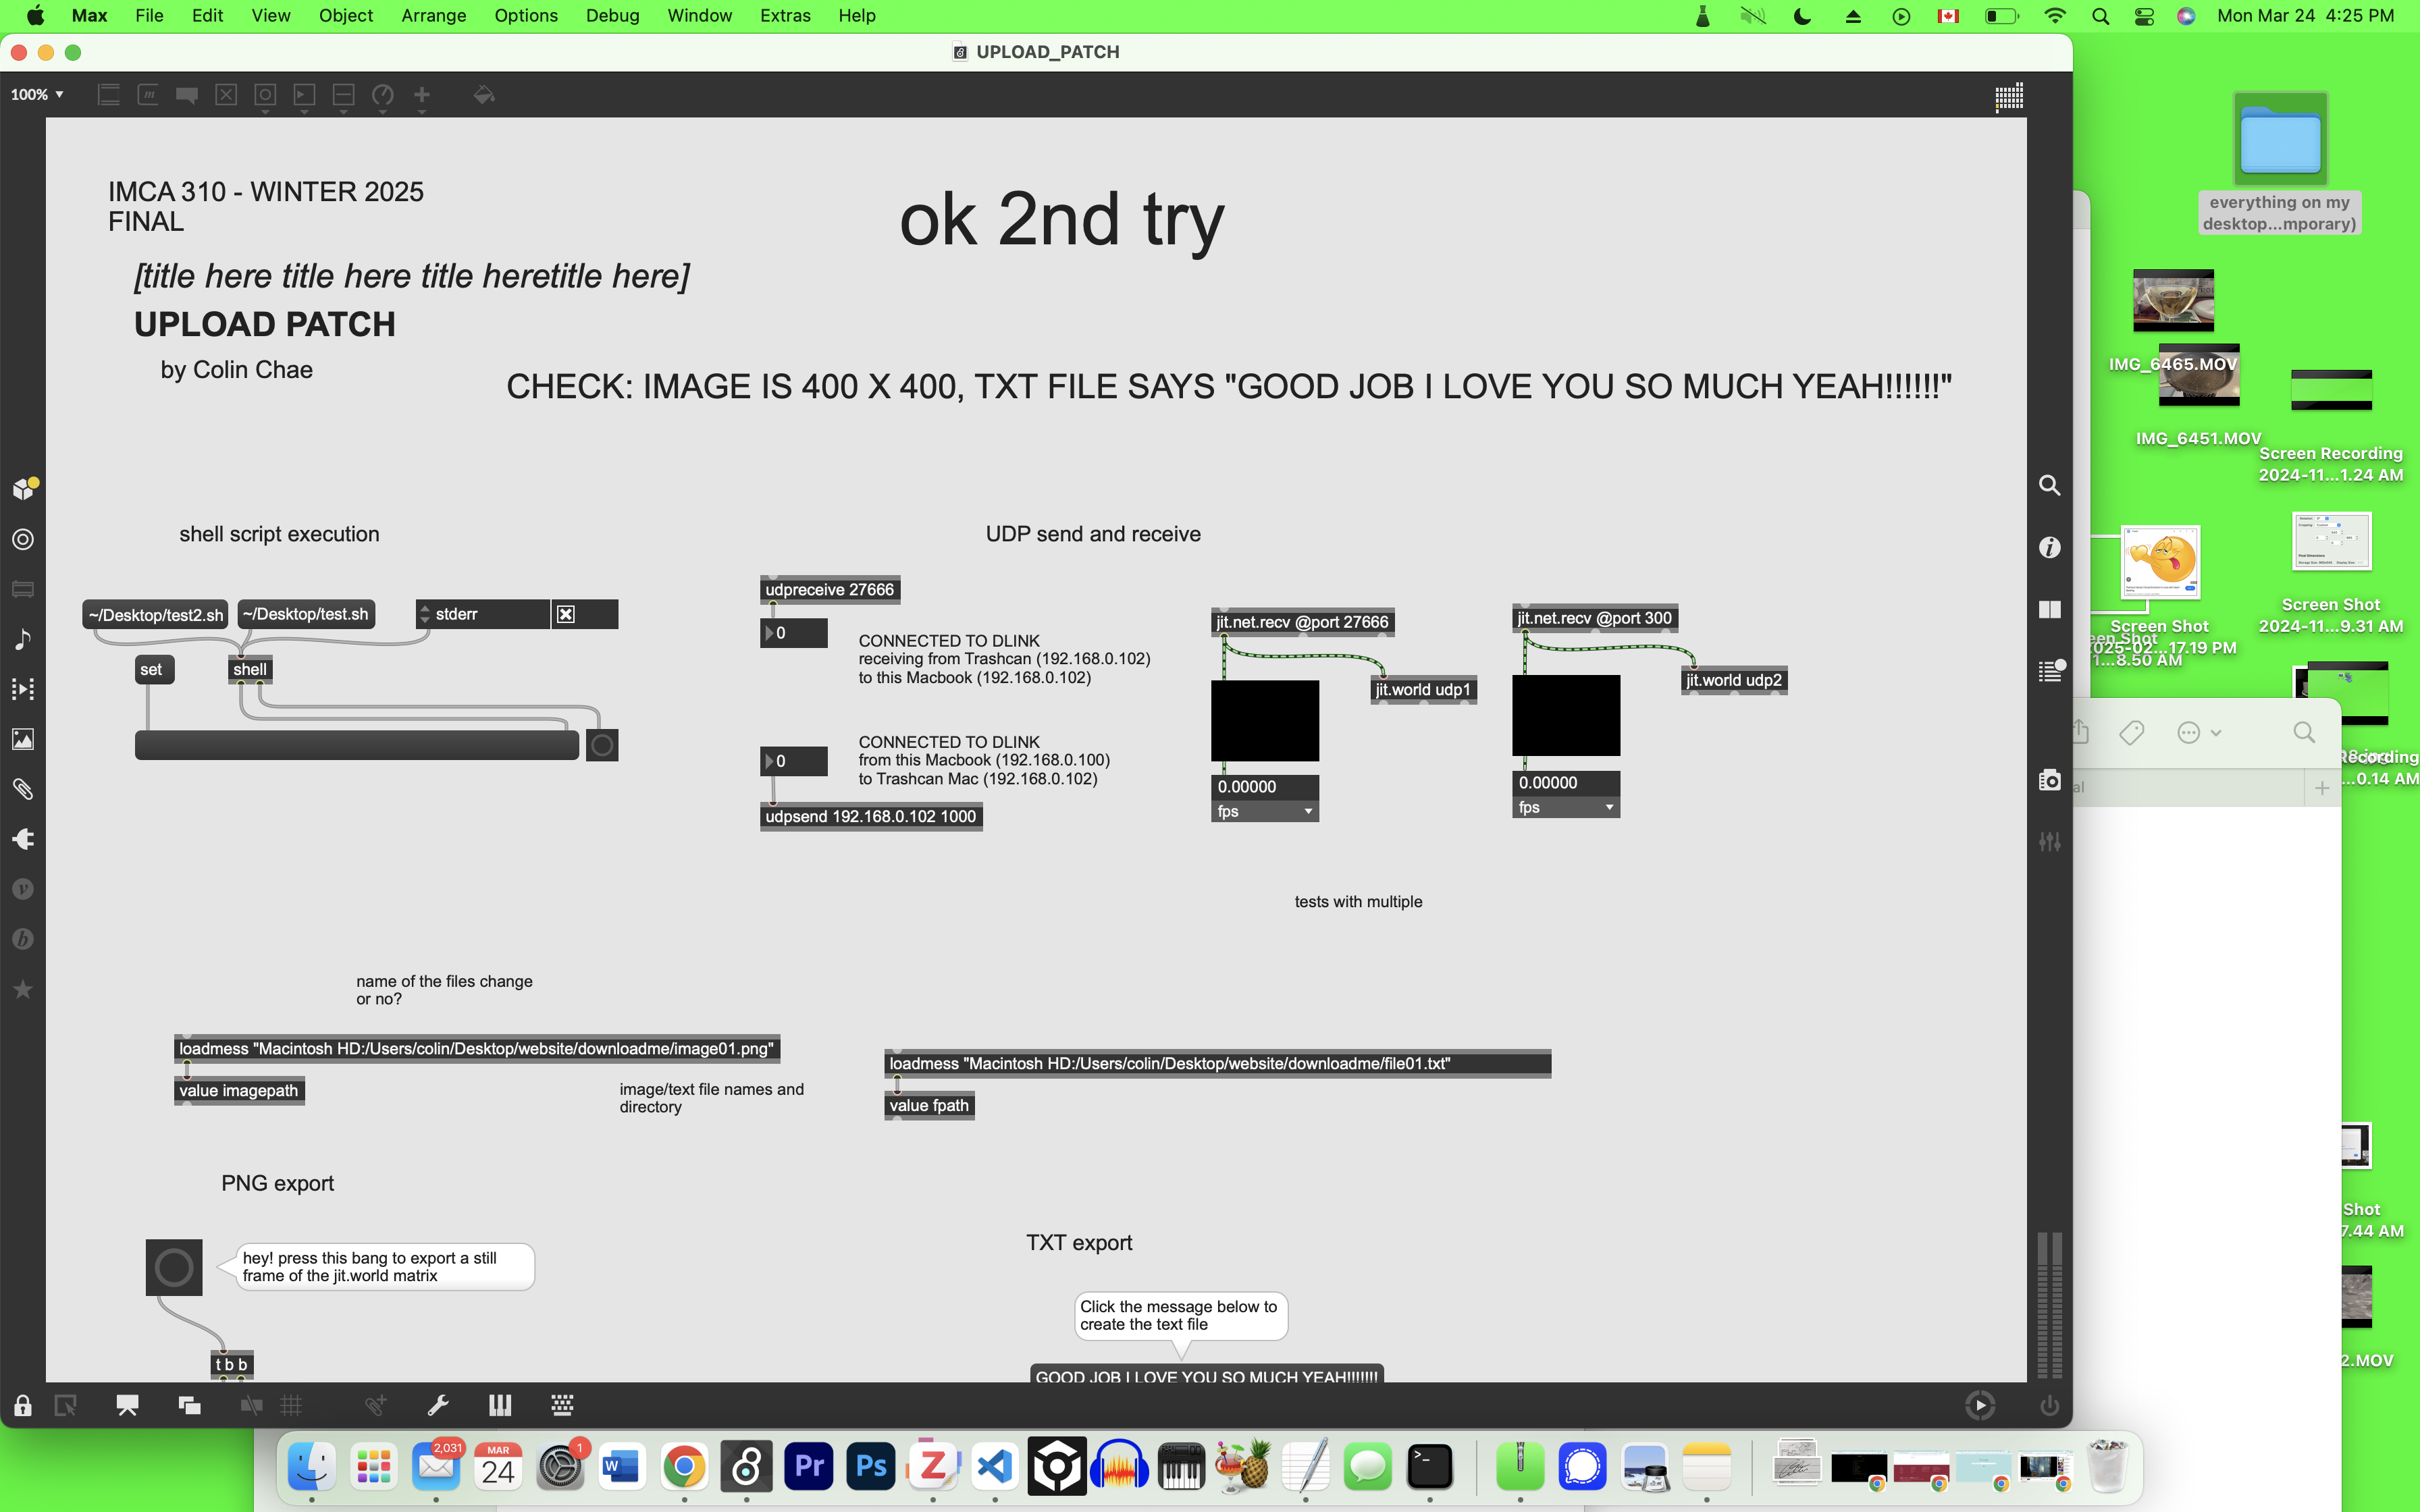 Max File Edit View Object Arrange Options Debug Window Extras Help
Mon Mar 24 4:25 PM
UPLOAD_PATCH
100%
IMCA 310 - WINTER 2025
FINAL
ok 2nd try
[title here title here title heretitle here]
UPLOAD PATCH
by Colin Chae
CHECK: IMAGE IS 400 X 400, TXT FILE SAYS "GOOD JOB I LOVE YOU SO MUCH YEAH!!!!!!"
shell script execution
~/Desktop/test2.sh
~/Desktop/test.sh
stderr
set
shell
UDP send and receive
udpreceive 27666
0
CONNECTED TO DLINK
receiving from Trashcan (192.168.0.102)
to this Macbook (192.168.0.102)
0
CONNECTED TO DLINK
from this Macbook (192.168.0.100)
to Trashcan Mac (192.168.0.102)
udpsend 192.168.0.102 1000
jit.net.recv @port 27666
jit.world udp1
0.00000
fps
jit.net.recv @port 300
jit.world udp2
0.00000
fps
tests with multiple
name of the files change
or no?
loadmess "Macintosh HD:/Users/colin/Desktop/website/downloadme/image01.png"
value imagepath
image/text file names and
directory
loadmess "Macintosh HD:/Users/colin/Desktop/website/downloadme/file01.txt"
value fpath
PNG export
hey! press this bang to export a still
frame of the jit.world matrix
t b b
TXT export
Click the message below to
create the text file
GOOD JOB I LOVE YOU SO MUCH YEAH!!!!!!!
everything on my
desktop...mporary)
IMG_6465.MOV
IMG_6451.MOV
Screen Recording
2024-11...1.24 AM
Screen Shot
2024-11...9.31 AM
Screen Shot
2025-02...17.19 PM
een Shot
1...8.50 AM
Recording
...0.14 AM
al
Shot
7.44 AM
2.MOV
2,031
MAR
24
1
W
Pr
Ps
Z